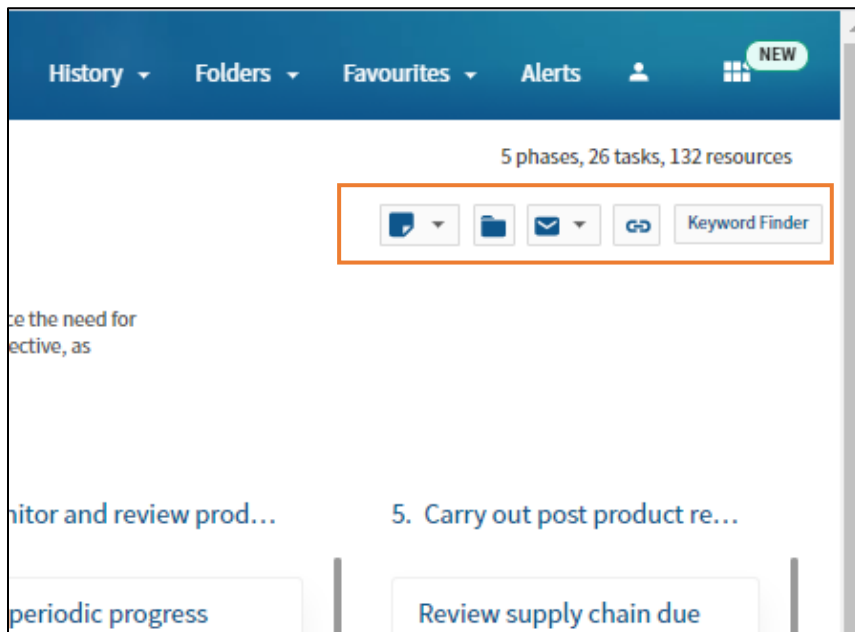 History Folders Favourites Alerts NEW
5 phases, 26 tasks, 132 resources
Keyword Finder
the need for
ective, as
nitor and review prod... 5. Carry out post product re...
periodic progress Review supply chain due